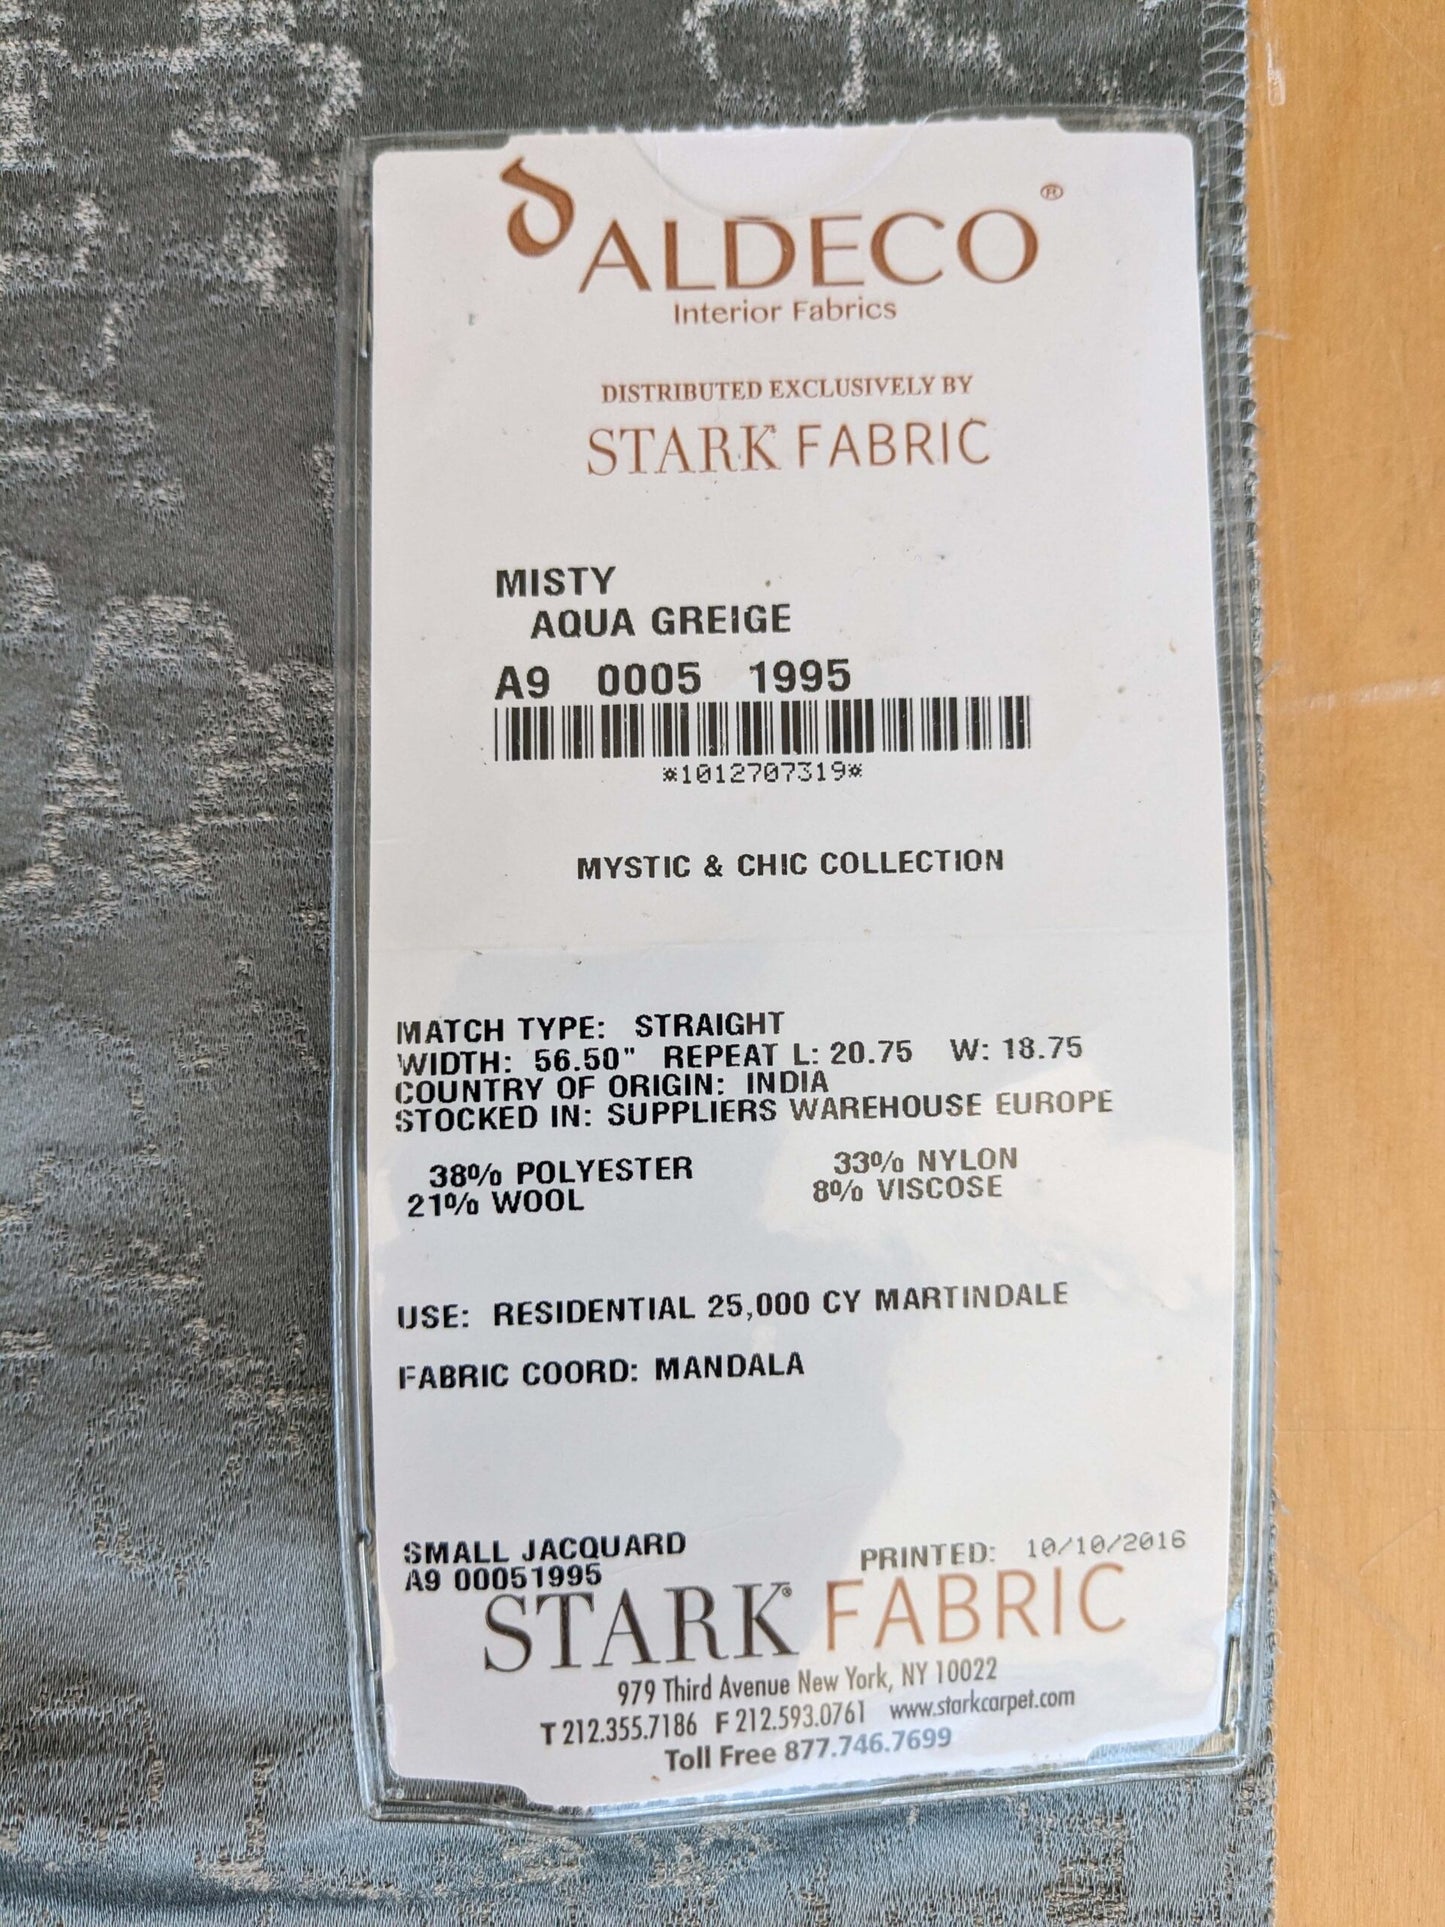 ALDECO®
Interior Fabrics
DISTRIBUTED EXCLUSIVELY BY
STARK FABRIC
MISTY
AQUA GREIGE
A9 0005 1995
*1012707319*
MYSTIC & CHIC COLLECTION
MATCH TYPE: STRAIGHT
WIDTH: 56.50" REPEAT L: 20.75 W: 18.75
COUNTRY OF ORIGIN: INDIA
STOCKED IN: SUPPLIERS WAREHOUSE EUROPE
38% POLYESTER 33% NYLON
21% WOOL 8% VISCOSE
USE: RESIDENTIAL 25,000 CY MARTINDALE
FABRIC COORD: MANDALA
SMALL JACQUARD PRINTED: 10/10/2016
A9 00051995
STARK® FABRIC
979 Third Avenue New York, NY 10022
T 212.355.7186 F 212.593.0761 www.starkcarpet.com
Toll Free 877.746.7699